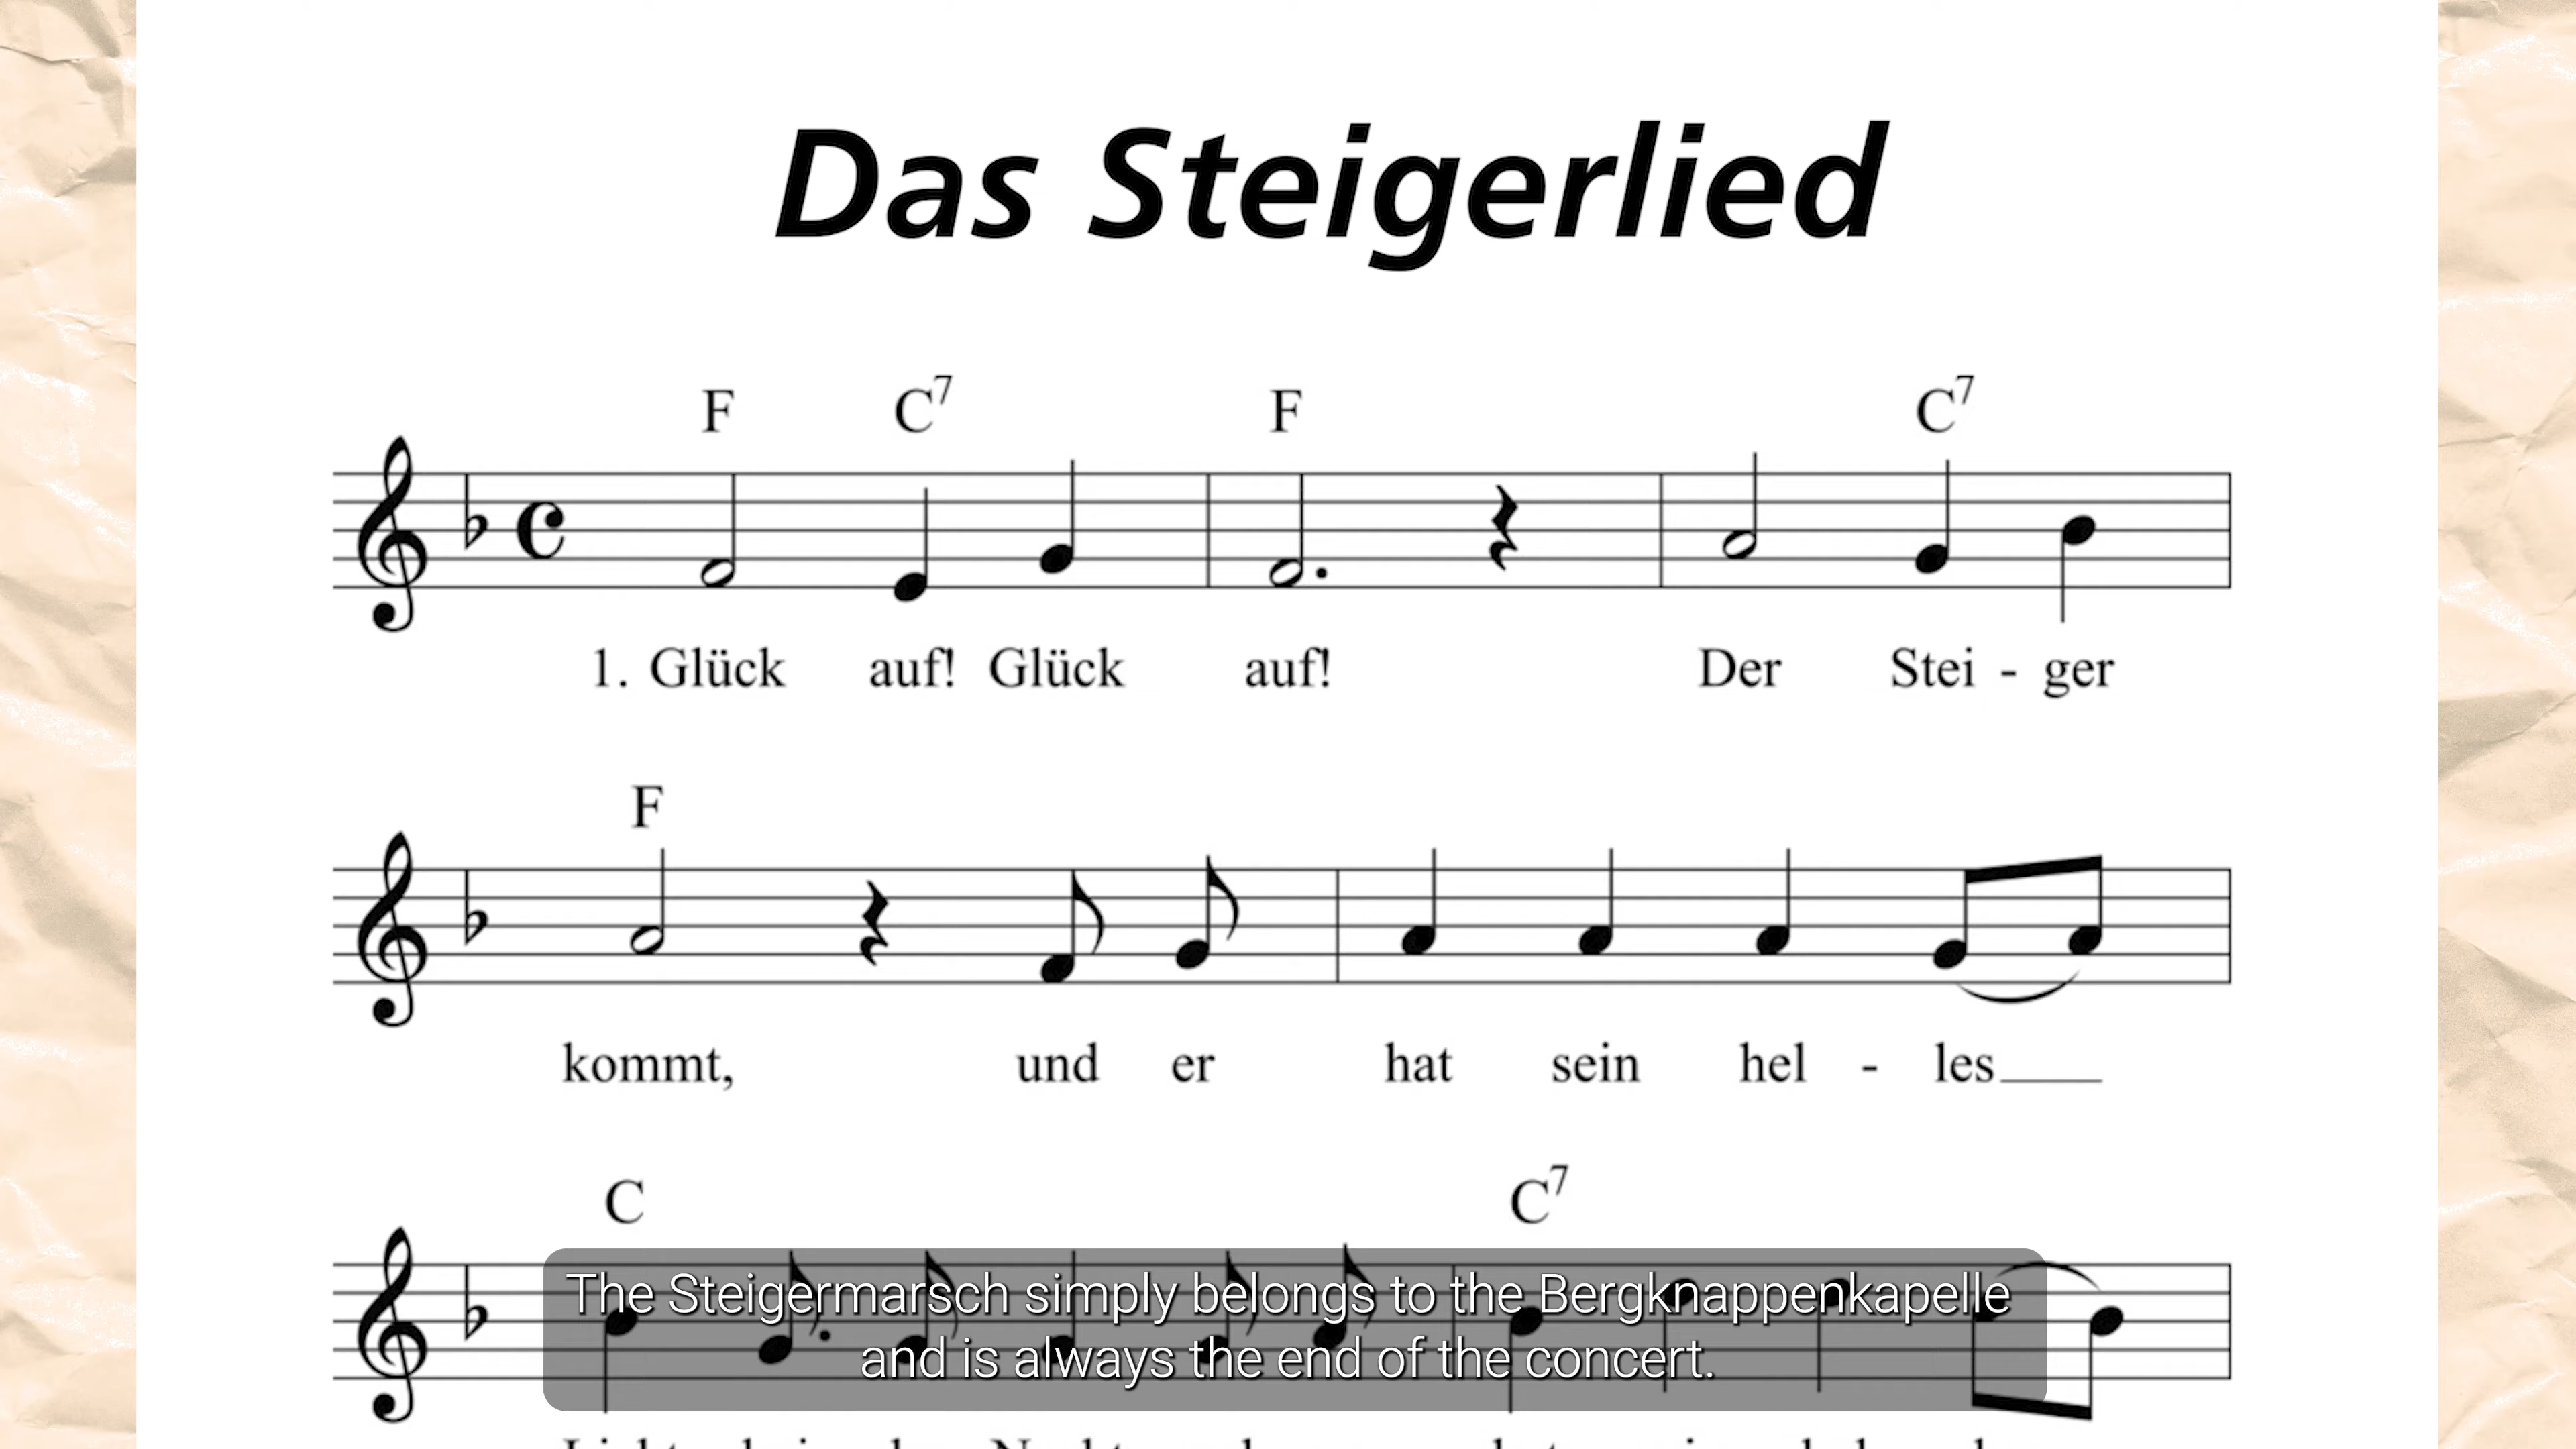 Das Steigerlied
F C7 F C7
1. Glück auf! Glück auf! Der Stei - ger
F
kommt, und er hat sein hel - les
C C7
The Steigermarsch simply belongs to the Bergknappenkapelle
and is always the end of the concert.